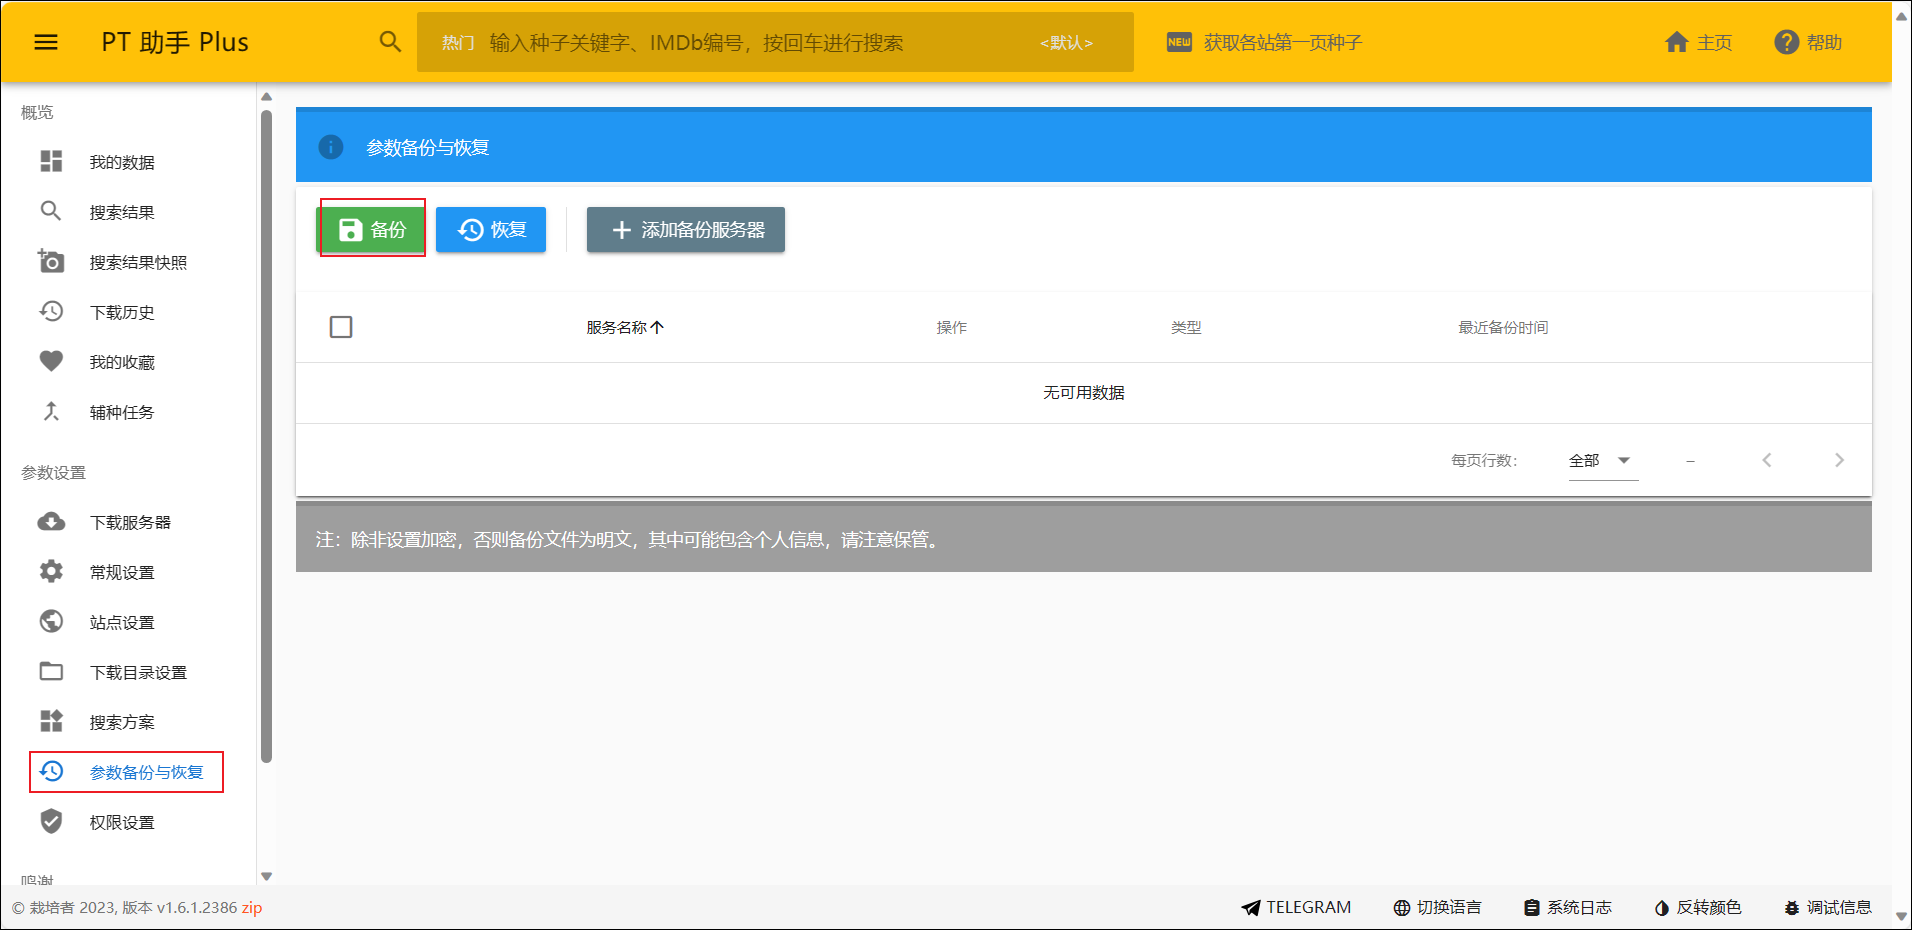 PT 助手 Plus
热门 输入种子关键字、IMDb编号，按回车进行搜索 <默认>
NEW 获取各站第一页种子
主页
帮助
概览
我的数据
搜索结果
搜索结果快照
下载历史
我的收藏
辅种任务
参数设置
下载服务器
常规设置
站点设置
下载目录设置
搜索方案
参数备份与恢复
权限设置
鸣谢
参数备份与恢复
备份 恢复 添加备份服务器
服务名称 操作 类型 最近备份时间
无可用数据
每页行数： 全部 –
注：除非设置加密，否则备份文件为明文，其中可能包含个人信息，请注意保管。
© 栽培者 2023, 版本 v1.6.1.2386 zip
TELEGRAM 切换语言 系统日志 反转颜色 调试信息